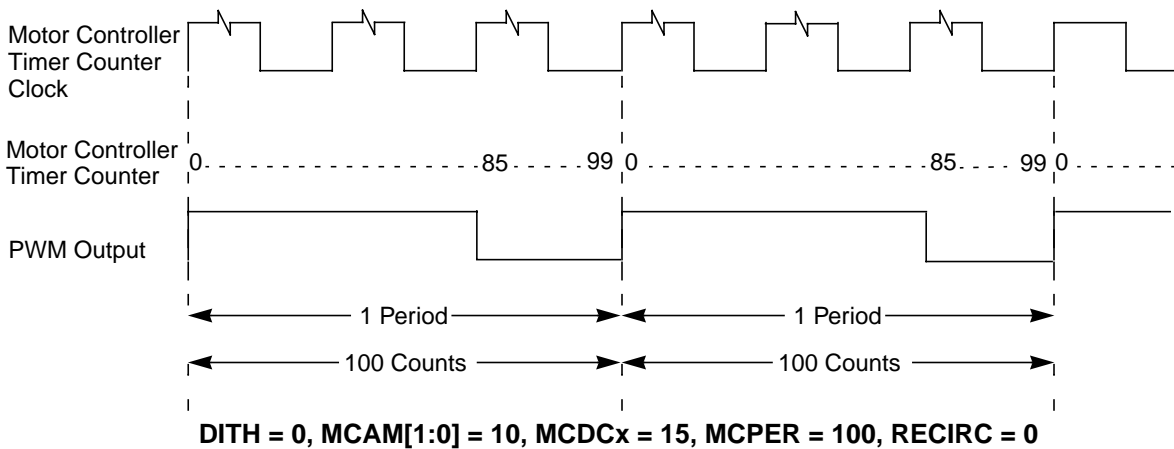 Motor Controller
Timer Counter
Clock
Motor Controller
Timer Counter
0 85 99 0 85 99 0
PWM Output
1 Period 1 Period
100 Counts 100 Counts
DITH = 0, MCAM[1:0] = 10, MCDCx = 15, MCPER = 100, RECIRC = 0